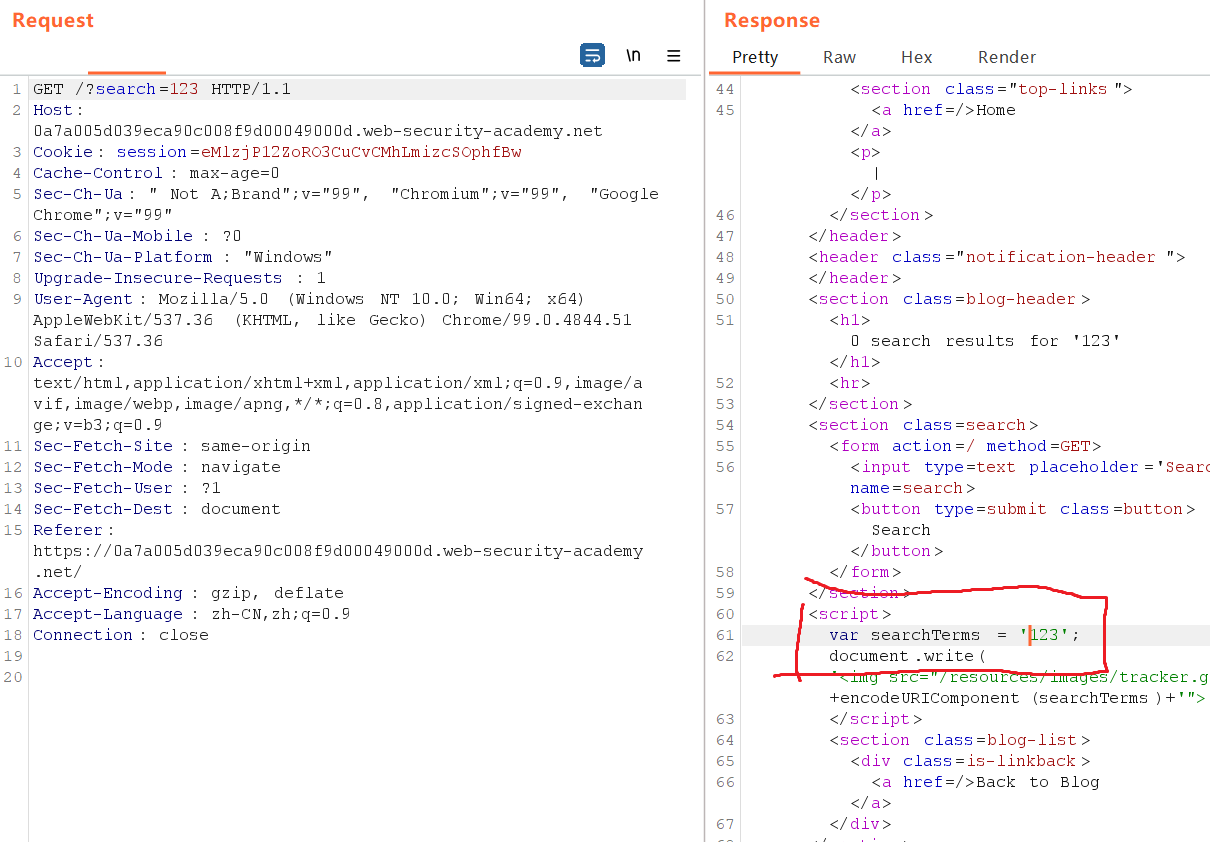 Request
\n
1 GET /?search=123 HTTP/1.1
2 Host:
0a7a005d039eca90c008f9d00049000d.web-security-academy.net
3 Cookie: session=eMlzjP12ZoRO3CuCvCMhLmizcSOphfBw
4 Cache-Control: max-age=0
5 Sec-Ch-Ua: " Not A;Brand";v="99", "Chromium";v="99", "Google
Chrome";v="99"
6 Sec-Ch-Ua-Mobile: ?0
7 Sec-Ch-Ua-Platform: "Windows"
8 Upgrade-Insecure-Requests: 1
9 User-Agent: Mozilla/5.0 (Windows NT 10.0; Win64; x64)
AppleWebKit/537.36 (KHTML, like Gecko) Chrome/99.0.4844.51
Safari/537.36
10 Accept:
text/html,application/xhtml+xml,application/xml;q=0.9,image/a
vif,image/webp,image/apng,*/*;q=0.8,application/signed-exchan
ge;v=b3;q=0.9
11 Sec-Fetch-Site: same-origin
12 Sec-Fetch-Mode: navigate
13 Sec-Fetch-User: ?1
14 Sec-Fetch-Dest: document
15 Referer:
https://0a7a005d039eca90c008f9d00049000d.web-security-academy
.net/
16 Accept-Encoding: gzip, deflate
17 Accept-Language: zh-CN,zh;q=0.9
18 Connection: close
19
20
Response
Pretty Raw Hex Render
44 <section class="top-links">
45 <a href=/>Home
</a>
<p>
|
</p>
46 </section>
47 </header>
48 <header class="notification-header">
49 </header>
50 <section class=blog-header>
51 <h1>
0 search results for '123'
</h1>
52 <hr>
53 </section>
54 <section class=search>
55 <form action=/ method=GET>
56 <input type=text placeholder='Searc
name=search>
57 <button type=submit class=button>
Search
</button>
58 </form>
59 </section>
60 <script>
61 var searchTerms = '123';
62 document.write(
'<img src="/resources/images/tracker.g
+encodeURIComponent(searchTerms)+'">
63 </script>
64 <section class=blog-list>
65 <div class=is-linkback>
66 <a href=/>Back to Blog
</a>
67 </div>